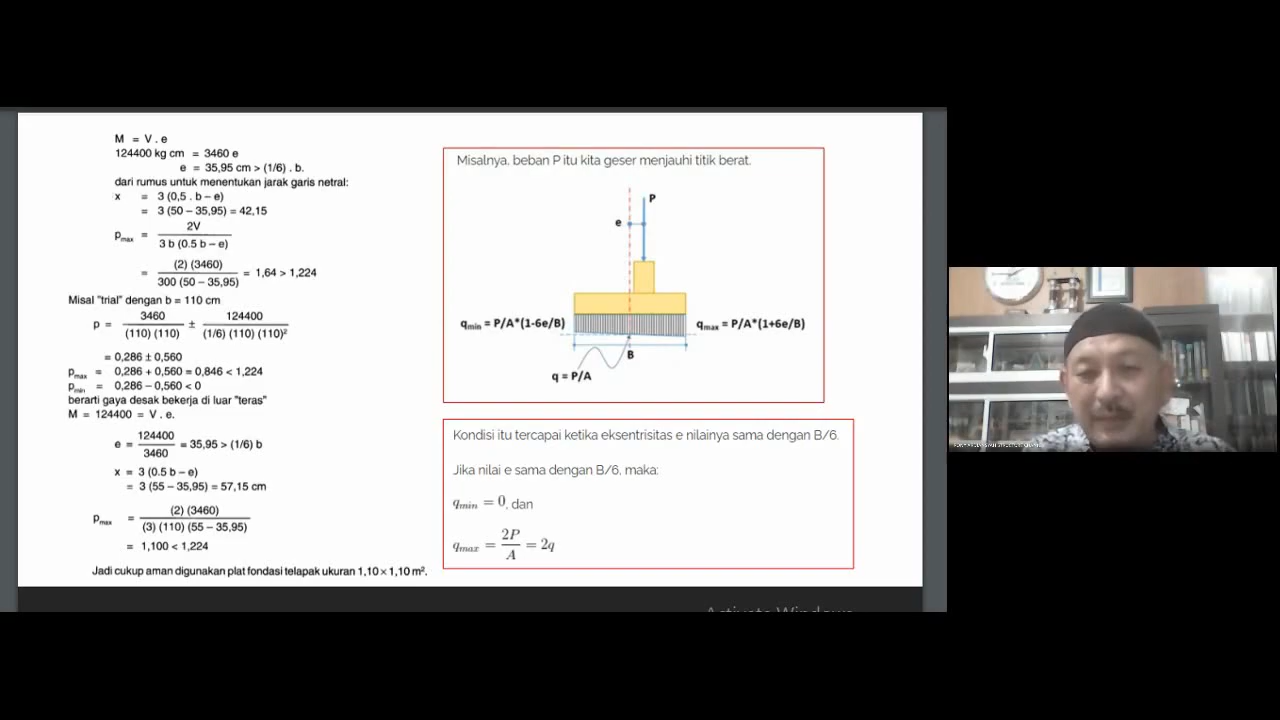 M = V . e
124400 kg cm = 3460 e
e = 35,95 cm > (1/6) . b.
dari rumus untuk menentukan jarak garis netral:
x = 3 (0,5 . b – e)
= 3 (50 – 35,95) = 42,15
Pmax = 2V / 3 b (0.5 b – e)
= (2) (3460) / 300 (50 – 35,95) = 1,64 > 1,224
Misal "trial" dengan b = 110 cm
p = 3460 / (110) (110) ± 124400 / (1/6) (110) (110)²
= 0,286 ± 0,560
Pmax = 0,286 + 0,560 = 0,846 < 1,224
Pmin = 0,286 – 0,560 < 0
berarti gaya desak bekerja di luar "teras"
M = 124400 = V . e.
e = 124400 / 3460 = 35,95 > (1/6) b
x = 3 (0.5 b – e)
= 3 (55 – 35,95) = 57,15 cm
Pmax = (2) (3460) / (3) (110) (55 – 35,95)
= 1,100 < 1,224
Jadi cukup aman digunakan plat fondasi telapak ukuran 1,10 × 1,10 m².
Misalnya, beban P itu kita geser menjauhi titik berat.
P
e
qmin = P/A*(1-6e/B)
qmax = P/A*(1+6e/B)
B
q = P/A
Kondisi itu tercapai ketika eksentrisitas e nilainya sama dengan B/6.
Jika nilai e sama dengan B/6, maka:
qmin = 0, dan
qmax = 2P / A = 2q
Activate Windows